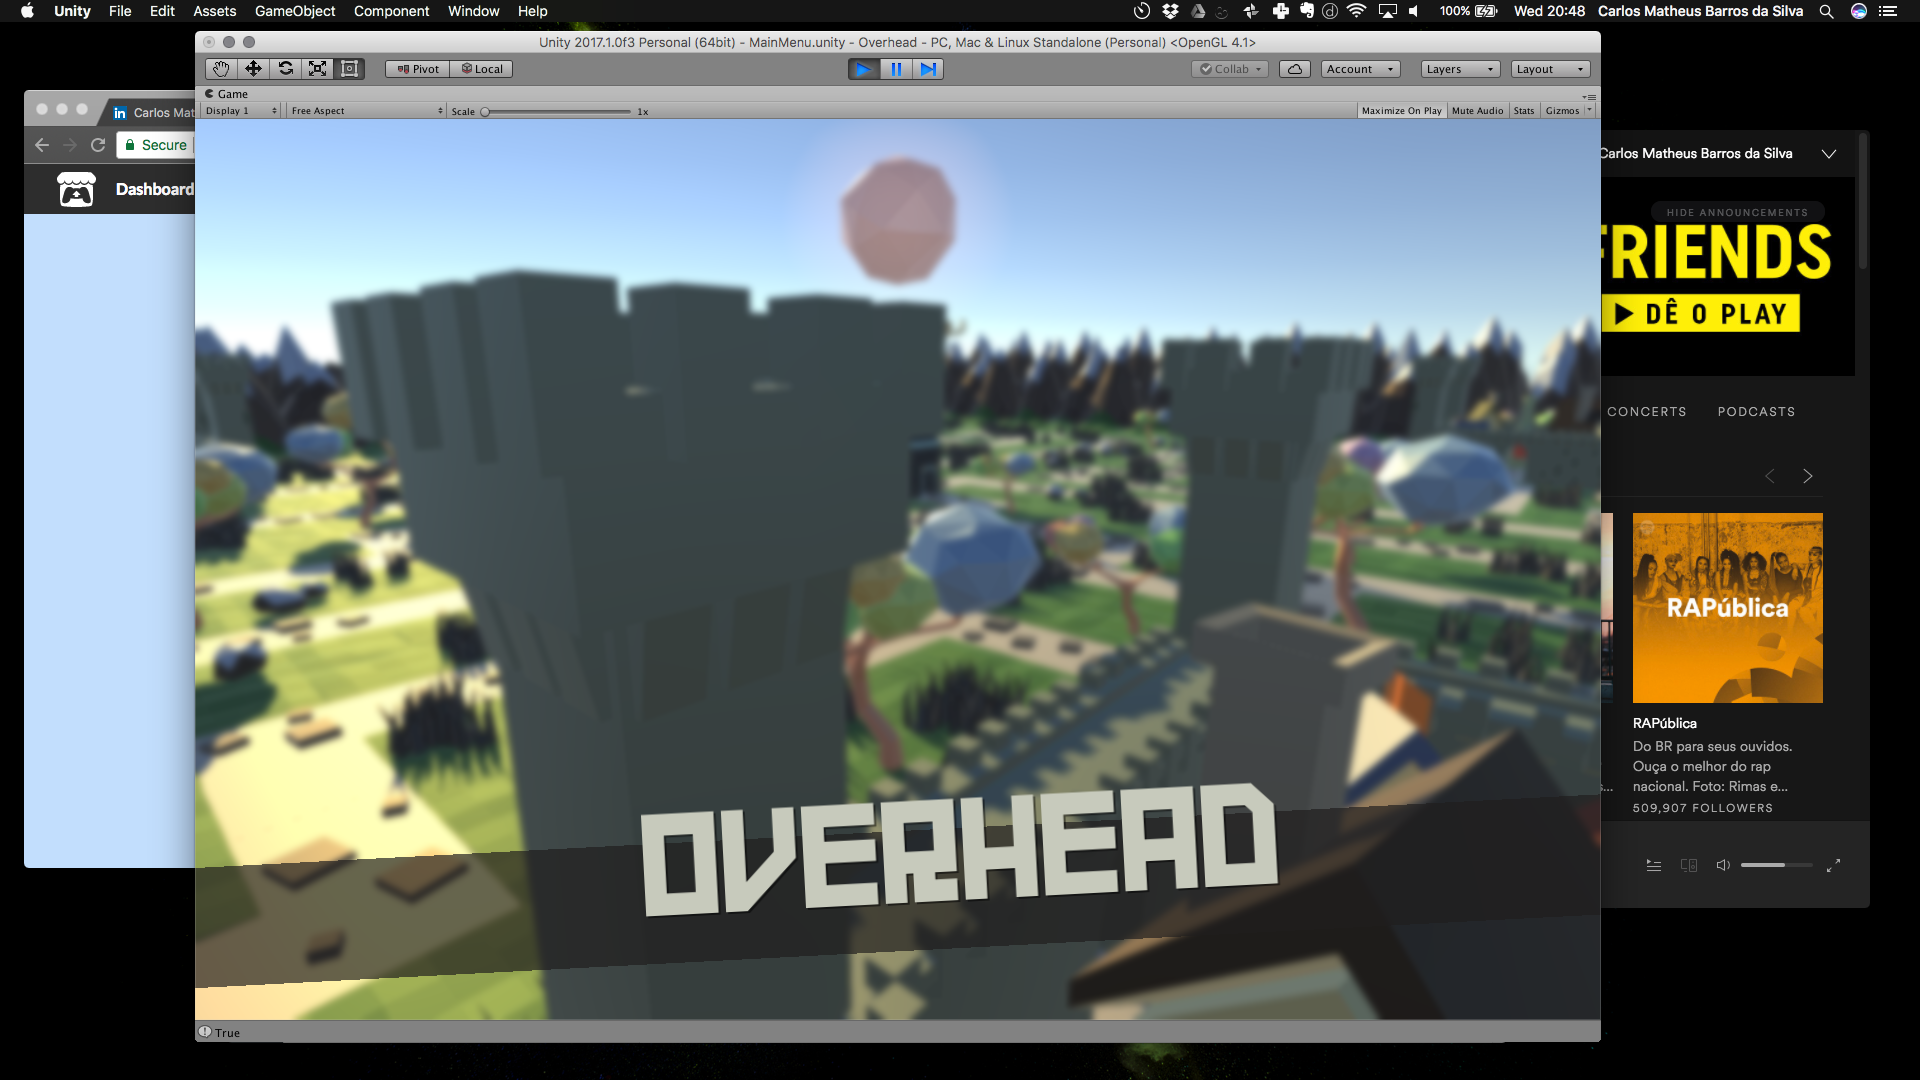 Unity File Edit Assets GameObject Component Window Help
100% Wed 20:48 Carlos Matheus Barros da Silva
Unity 2017.1.0f3 Personal (64bit) - MainMenu.unity - Overhead - PC, Mac & Linux Standalone (Personal) <OpenGL 4.1>
Pivot Local Collab Account Layers Layout
Game
Display 1 Free Aspect Scale 1x Maximize On Play Mute Audio Stats Gizmos
in Carlos Mat
Secure
Dashboard
Carlos Matheus Barros da Silva
HIDE ANNOUNCEMENTS
FRIENDS
DÊ O PLAY
CONCERTS PODCASTS
RAPública
RAPública
Do BR para seus ouvidos.
Ouça o melhor do rap
nacional. Foto: Rimas e...
509,907 FOLLOWERS
OVERHEAD
True